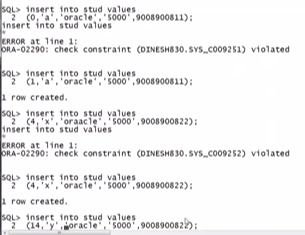 SQL> insert into stud values
2 (0,'a','oracle','5000',9008900811);
insert into stud values
*
ERROR at line 1:
ORA-02290: check constraint (DINESH830.SYS_C009251) violated
SQL> insert into stud values
2 (1,'a','oracle','5000',9008900811);
1 row created.
SQL> insert into stud values
2 (4,'x','oraacle','5000',9008900822);
insert into stud values
*
ERROR at line 1:
ORA-02290: check constraint (DINESH830.SYS_C009252) violated
SQL> insert into stud values
2 (4,'x','oracle','5000',9008900822);
1 row created.
SQL> insert into stud values
2 (14,'y','oracle','5000',9008900822);